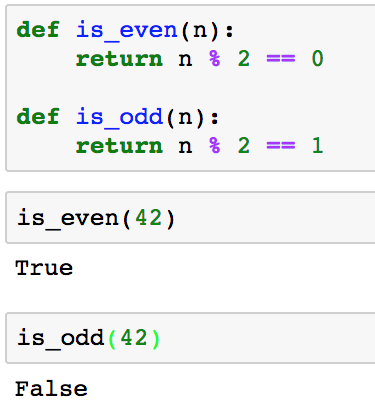 def is_even(n):
    return n % 2 == 0
def is_odd(n):
    return n % 2 == 1
is_even(42)
True
is_odd(42)
False